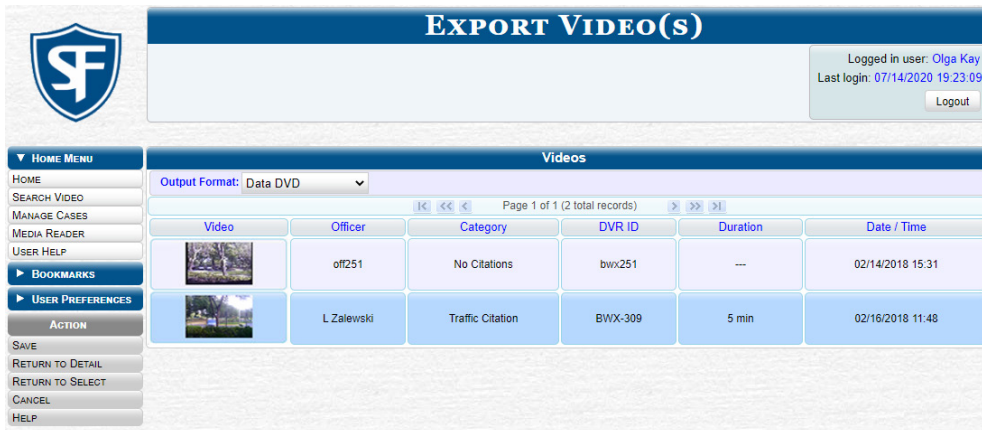 SF
EXPORT VIDEO(S)
Logged in user: Olga Kay
Last login: 07/14/2020 19:23:09
Logout
▼ HOME MENU
HOME
SEARCH VIDEO
MANAGE CASES
MEDIA READER
USER HELP
▶ BOOKMARKS
▶ USER PREFERENCES
ACTION
SAVE
RETURN TO DETAIL
RETURN TO SELECT
CANCEL
HELP
Videos
Output Format: Data DVD
|< << < Page 1 of 1 (2 total records) > >> >|
Video Officer Category DVR ID Duration Date / Time
off251 No Citations bwx251 --- 02/14/2018 15:31
L Zalewski Traffic Citation BWX-309 5 min 02/16/2018 11:48